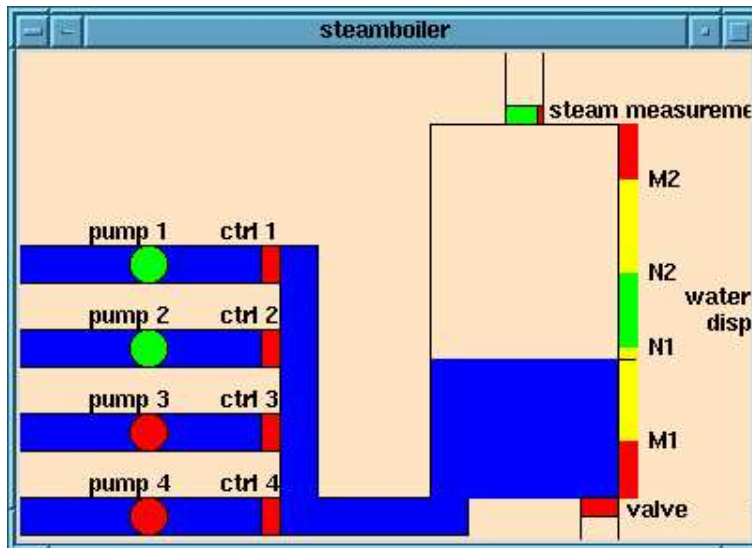 steamboiler
steam measureme
M2
pump 1 ctrl 1
N2
water
disp
pump 2 ctrl 2
N1
pump 3 ctrl 3
M1
pump 4 ctrl 4
valve